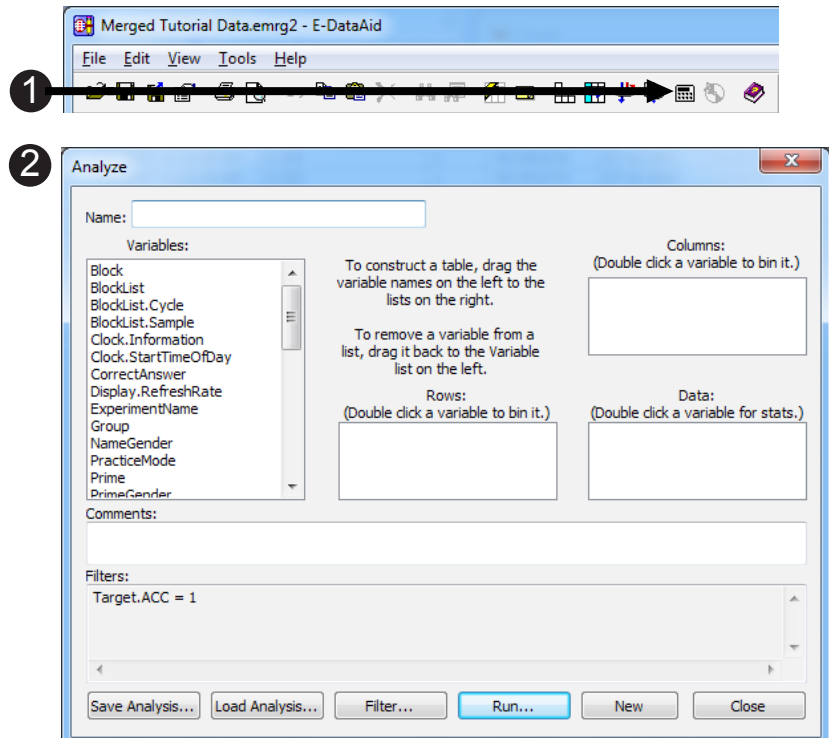 Merged Tutorial Data.emrg2 - E-DataAid
File Edit View Tools Help
1
2
Analyze
x
Name:
Variables:
Block
BlockList
BlockList.Cycle
BlockList.Sample
Clock.Information
Clock.StartTimeOfDay
CorrectAnswer
Display.RefreshRate
ExperimentName
Group
NameGender
PracticeMode
Prime
PrimeGender
To construct a table, drag the
variable names on the left to the
lists on the right.
To remove a variable from a
list, drag it back to the Variable
list on the left.
Columns:
(Double click a variable to bin it.)
Rows:
(Double click a variable to bin it.)
Data:
(Double click a variable for stats.)
Comments:
Filters:
Target.ACC = 1
Save Analysis... Load Analysis... Filter... Run... New Close